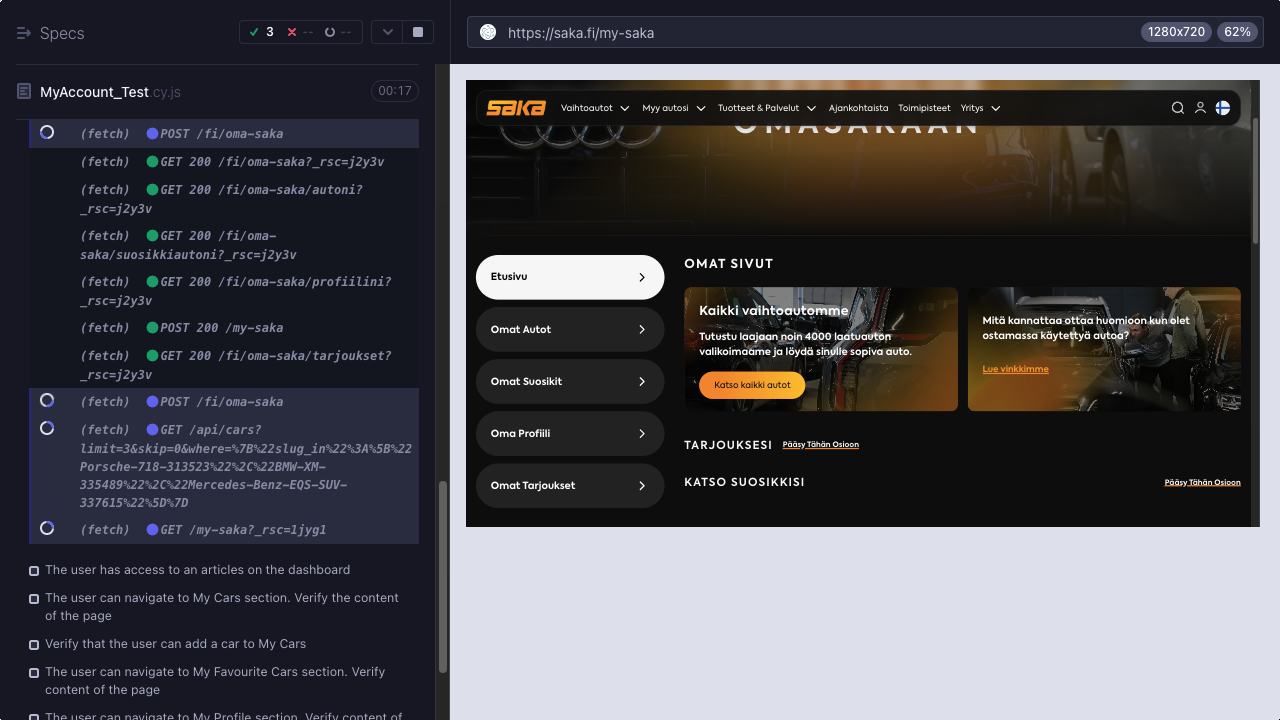 Specs
3
--
--
MyAccount_Test.cy.js
00:17
(fetch) POST /fi/oma-saka
(fetch) GET 200 /fi/oma-saka?_rsc=j2y3v
(fetch) GET 200 /fi/oma-saka/autoni?
_rsc=j2y3v
(fetch) GET 200 /fi/oma-
saka/suosikkiautoni?_rsc=j2y3v
(fetch) GET 200 /fi/oma-saka/profiilini?
_rsc=j2y3v
(fetch) POST 200 /my-saka
(fetch) GET 200 /fi/oma-saka/tarjoukset?
_rsc=j2y3v
(fetch) POST /fi/oma-saka
(fetch) GET /api/cars?
limit=3&skip=0&where=%7B%22slug_in%22%3A%5B%22
Porsche-718-313523%22%2C%22BMW-XM-
335489%22%2C%22Mercedes-Benz-EQS-SUV-
337615%22%5D%7D
(fetch) GET /my-saka?_rsc=1jyg1
The user has access to an articles on the dashboard
The user can navigate to My Cars section. Verify the content
of the page
Verify that the user can add a car to My Cars
The user can navigate to My Favourite Cars section. Verify
content of the page
The user can navigate to My Profile section. Verify content of
https://saka.fi/my-saka
1280x720
62%
saka
Vaihtoautot
Myy autosi
Tuotteet & Palvelut
Ajankohtaista
Toimipisteet
Yritys
OMASAKAAN
Etusivu
Omat Autot
Omat Suosikit
Oma Profiili
Omat Tarjoukset
OMAT SIVUT
Kaikki vaihtoautomme
Tutustu laajaan noin 4000 laatuauton
valikoimaamme ja löydä sinulle sopiva auto.
Katso kaikki autot
Mitä kannattaa ottaa huomioon kun olet
ostamassa käytettyä autoa?
Lue vinkkimme
TARJOUKSESI Pääsy Tähän Osioon
KATSO SUOSIKKISI Pääsy Tähän Osioon